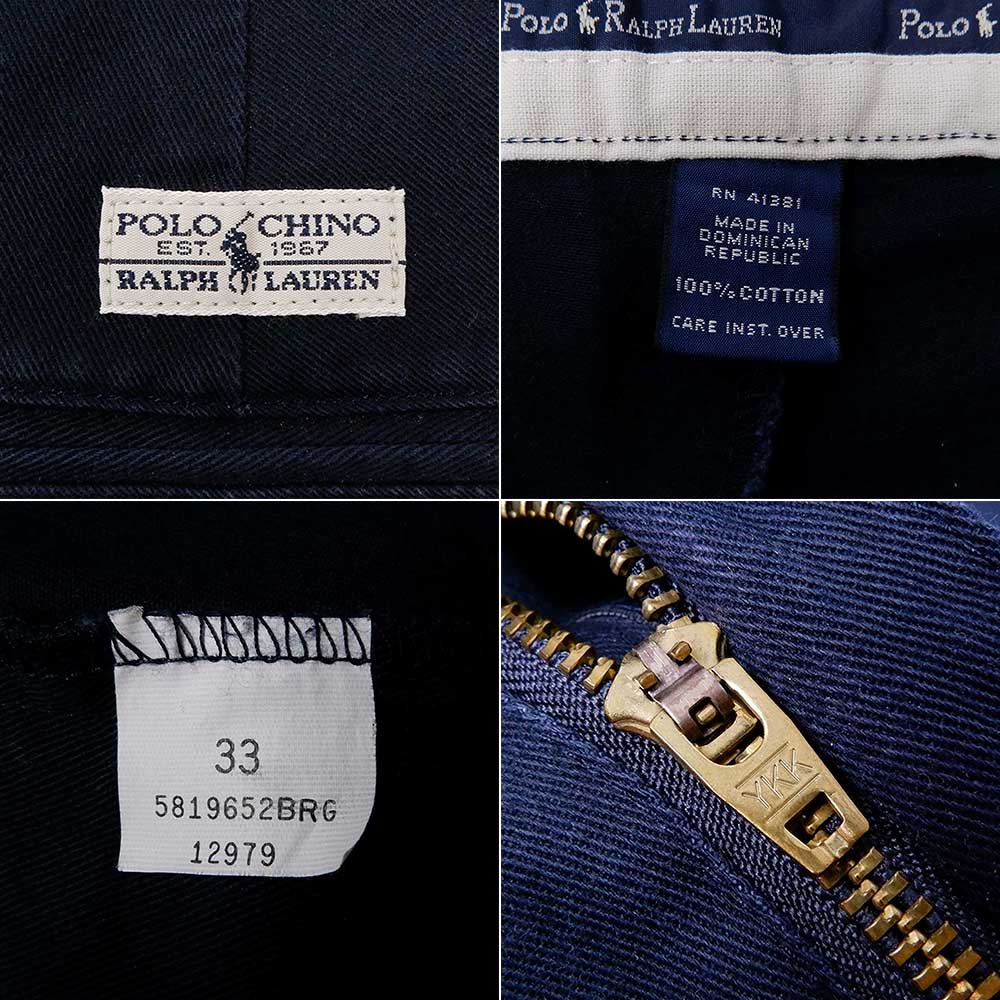 POLO CHINO
EST. 1967
RALPH LAUREN
POLO RALPH LAUREN POLO
RN 41381
MADE IN
DOMINICAN
REPUBLIC
100% COTTON
CARE INST. OVER
33
5819652BRG
12979
YKK